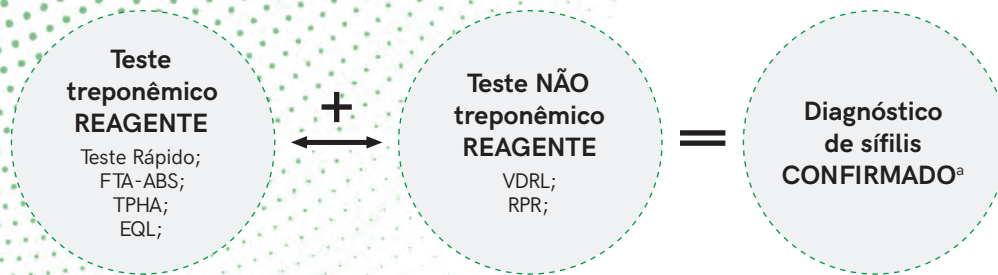 Teste
treponêmico
REAGENTE
Teste Rápido;
FTA-ABS;
TPHA;
EQL;
+
Teste NÃO
treponêmico
REAGENTE
VDRL;
RPR;
=
Diagnóstico
de sífilis
CONFIRMADOᵃ